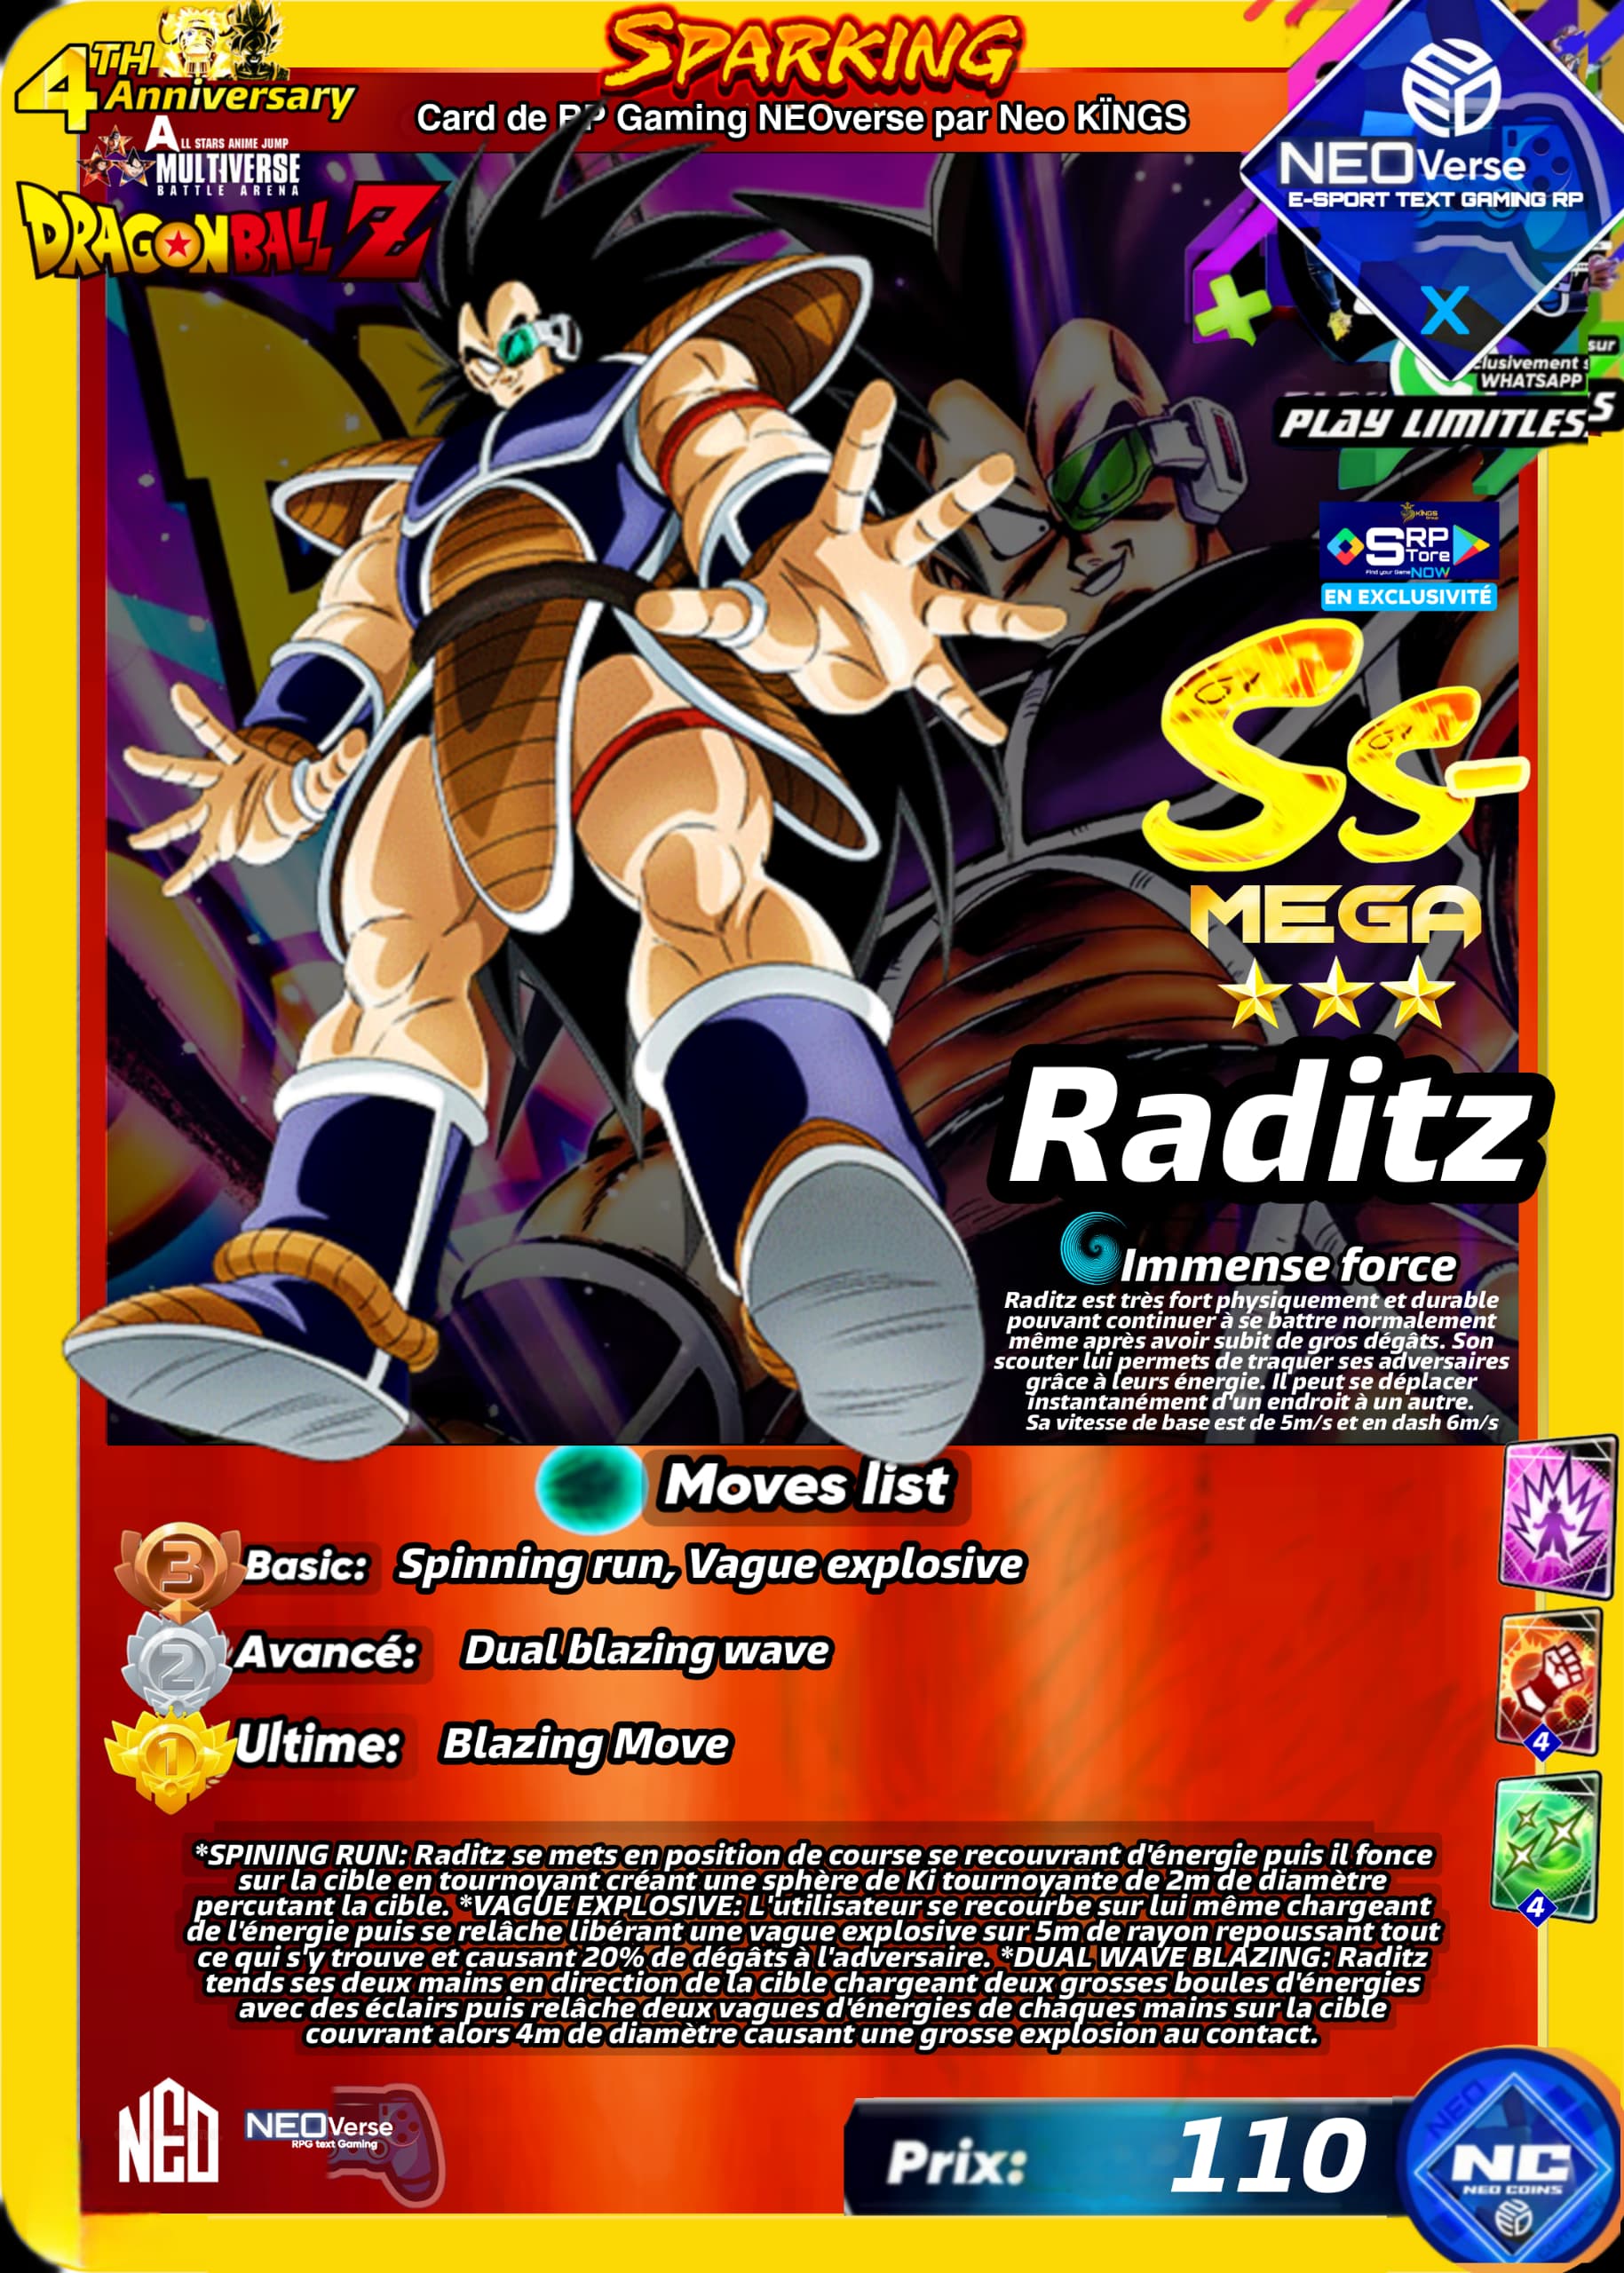 4TH
Anniversary
SPARKING
Card de RP Gaming NEOverse par Neo KÏNGS
ALL STARS ANIME JUMP
MULTIVERSE
BATTLE ARENA
DRAGONBALL Z
NEOVerse
E-SPORT TEXT GAMING RP
X
sur
clusivement s
WHATSAPP
PLAY LIMITLES
S
KINGS
SRP
Tore
Find your Game NOW
EN EXCLUSIVITÉ
Ss-
MEGA
Raditz
Immense force
Raditz est très fort physiquement et durable
pouvant continuer à se battre normalement
même après avoir subit de gros dégâts. Son
scouter lui permets de traquer ses adversaires
grâce à leurs énergie. Il peut se déplacer
instantanément d'un endroit à un autre.
Sa vitesse de base est de 5m/s et en dash 6m/s
Moves list
3 Basic: Spinning run, Vague explosive
2 Avancé: Dual blazing wave
1 Ultime: Blazing Move
4
4
*SPINING RUN: Raditz se mets en position de course se recouvrant d'énergie puis il fonce
sur la cible en tournoyant créant une sphère de Ki tournoyante de 2m de diamètre
percutant la cible. *VAGUE EXPLOSIVE: L'utilisateur se recourbe sur lui même chargeant
de l'énergie puis se relâche libérant une vague explosive sur 5m de rayon repoussant tout
ce qui s'y trouve et causant 20% de dégâts à l'adversaire. *DUAL WAVE BLAZING: Raditz
tends ses deux mains en direction de la cible chargeant deux grosses boules d'énergies
avec des éclairs puis relâche deux vagues d'énergies de chaques mains sur la cible
couvrant alors 4m de diamètre causant une grosse explosion au contact.
NEO
NEOVerse
RPG text Gaming
Prix: 110
NC
NEO COINS